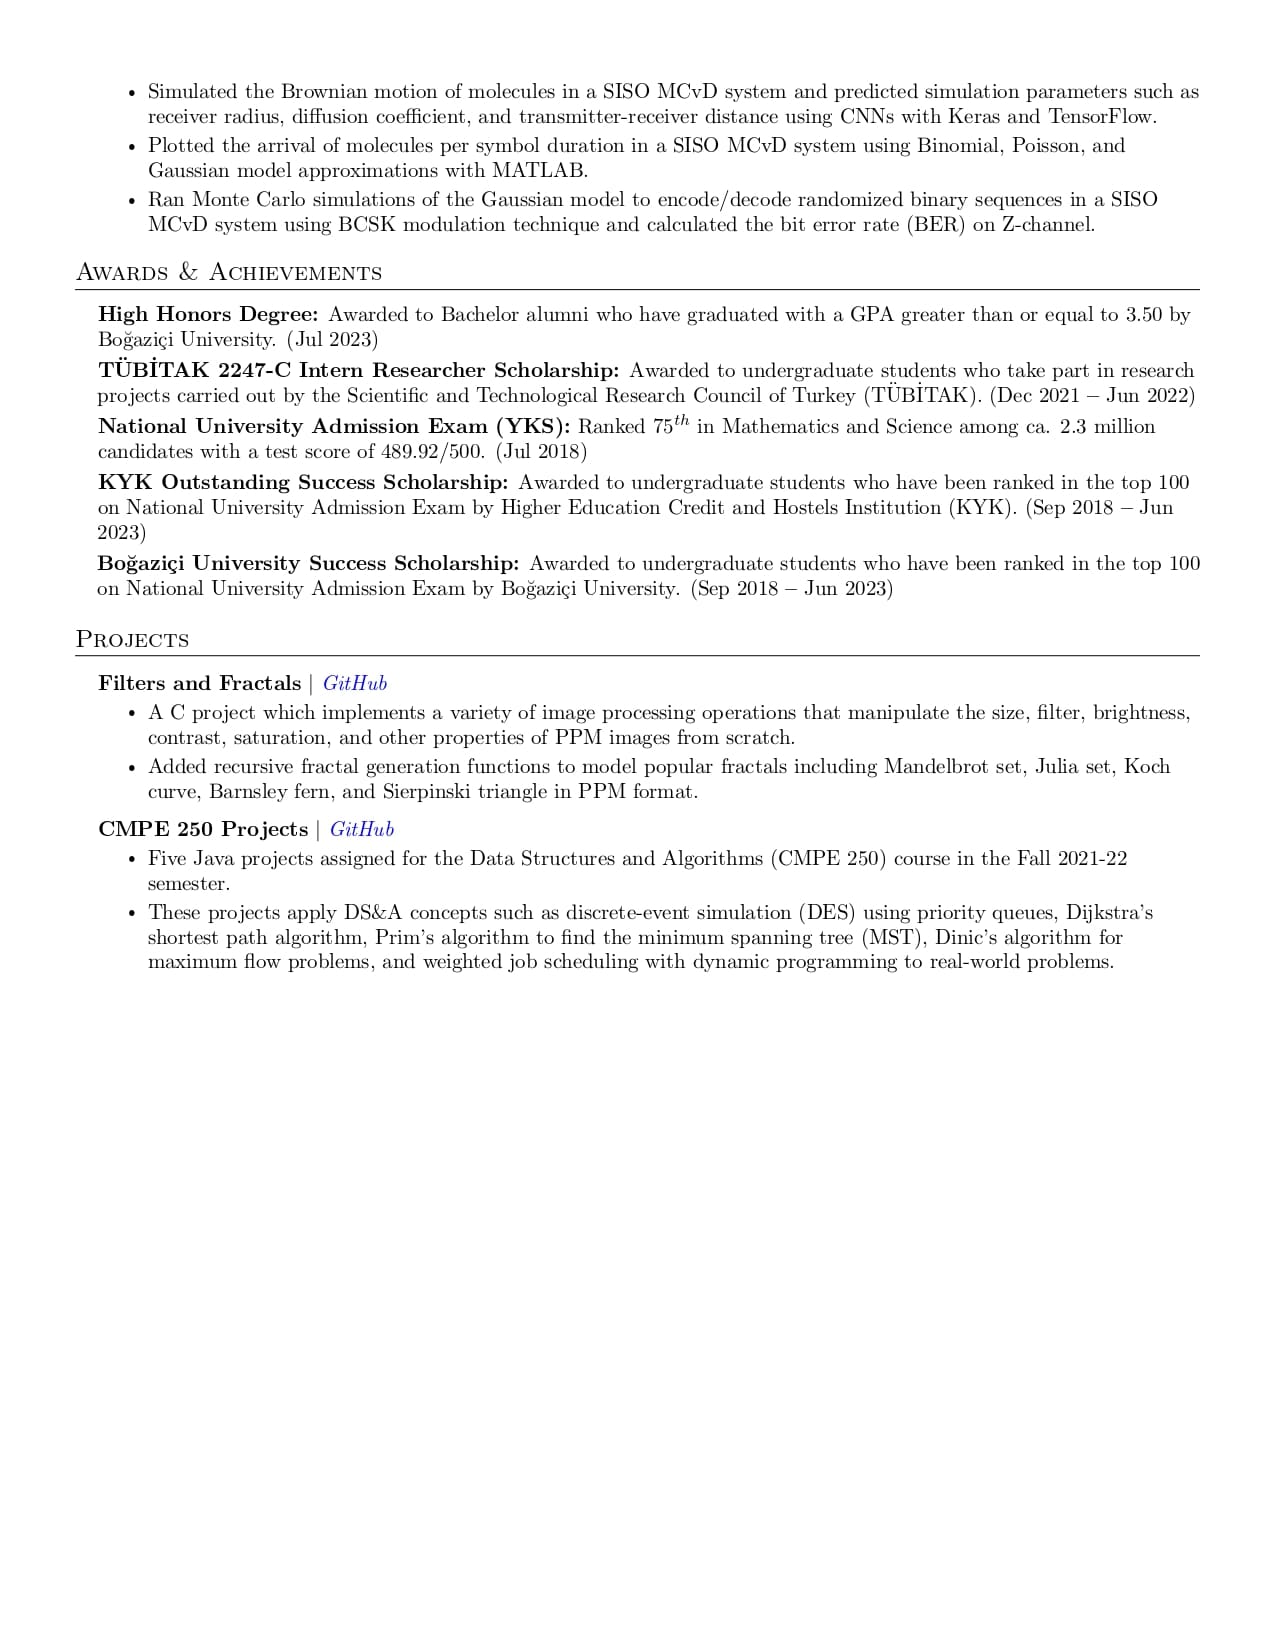 • Simulated the Brownian motion of molecules in a SISO MCvD system and predicted simulation parameters such as
receiver radius, diffusion coefficient, and transmitter-receiver distance using CNNs with Keras and TensorFlow.
• Plotted the arrival of molecules per symbol duration in a SISO MCvD system using Binomial, Poisson, and
Gaussian model approximations with MATLAB.
• Ran Monte Carlo simulations of the Gaussian model to encode/decode randomized binary sequences in a SISO
MCvD system using BCSK modulation technique and calculated the bit error rate (BER) on Z-channel.
Awards & Achievements
High Honors Degree: Awarded to Bachelor alumni who have graduated with a GPA greater than or equal to 3.50 by
Boğaziçi University. (Jul 2023)
TÜBİTAK 2247-C Intern Researcher Scholarship: Awarded to undergraduate students who take part in research
projects carried out by the Scientific and Technological Research Council of Turkey (TÜBİTAK). (Dec 2021 – Jun 2022)
National University Admission Exam (YKS): Ranked 75th in Mathematics and Science among ca. 2.3 million
candidates with a test score of 489.92/500. (Jul 2018)
KYK Outstanding Success Scholarship: Awarded to undergraduate students who have been ranked in the top 100
on National University Admission Exam by Higher Education Credit and Hostels Institution (KYK). (Sep 2018 – Jun
2023)
Boğaziçi University Success Scholarship: Awarded to undergraduate students who have been ranked in the top 100
on National University Admission Exam by Boğaziçi University. (Sep 2018 – Jun 2023)
Projects
Filters and Fractals | GitHub
• A C project which implements a variety of image processing operations that manipulate the size, filter, brightness,
contrast, saturation, and other properties of PPM images from scratch.
• Added recursive fractal generation functions to model popular fractals including Mandelbrot set, Julia set, Koch
curve, Barnsley fern, and Sierpinski triangle in PPM format.
CMPE 250 Projects | GitHub
• Five Java projects assigned for the Data Structures and Algorithms (CMPE 250) course in the Fall 2021-22
semester.
• These projects apply DS&A concepts such as discrete-event simulation (DES) using priority queues, Dijkstra's
shortest path algorithm, Prim's algorithm to find the minimum spanning tree (MST), Dinic's algorithm for
maximum flow problems, and weighted job scheduling with dynamic programming to real-world problems.